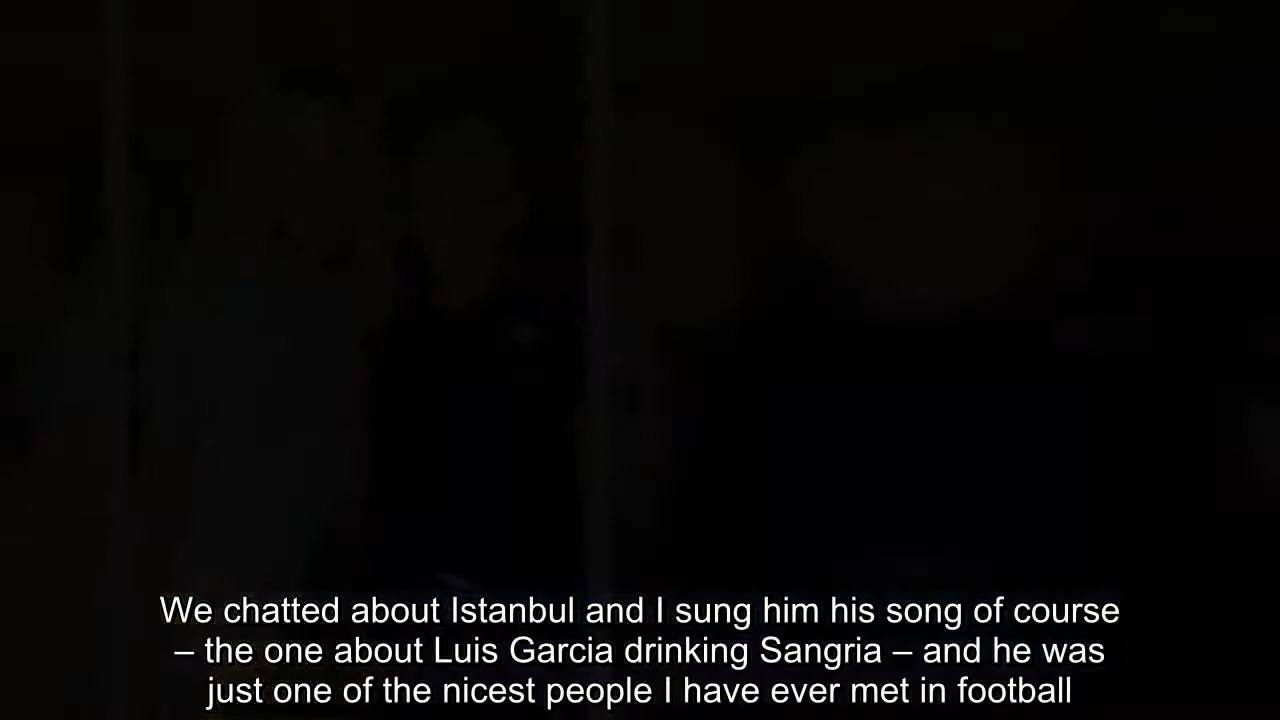 We chatted about Istanbul and I sung him his song of course
– the one about Luis Garcia drinking Sangria – and he was
just one of the nicest people I have ever met in football